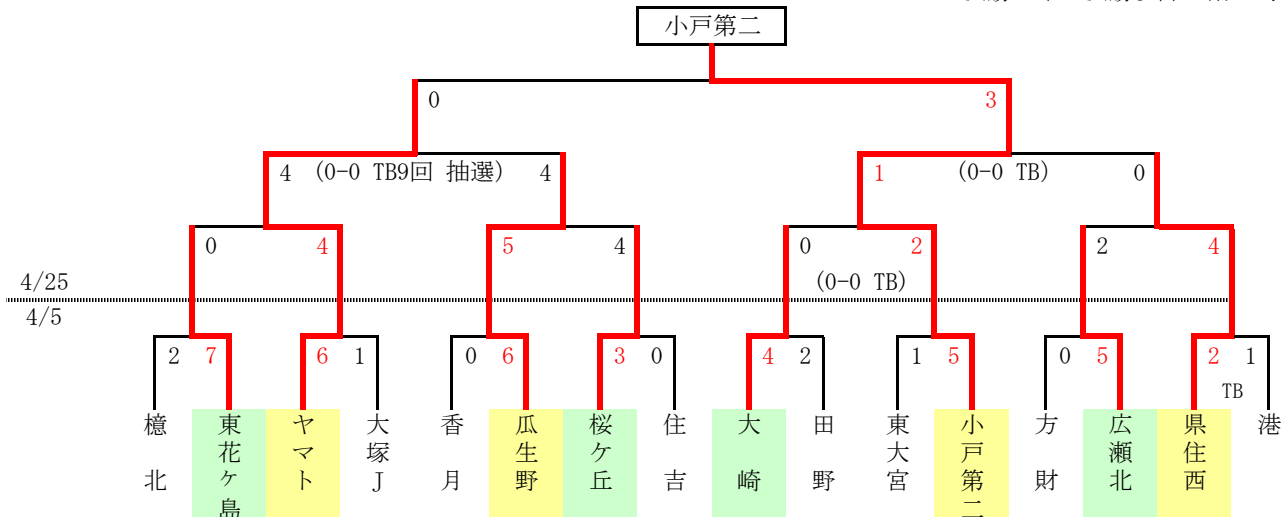 小戸第二
0 3
4 (0-0 TB9回 抽選) 4 1 (0-0 TB) 0
0 4 5 4 0 2 2 4
4/25 (0-0 TB)
4/5
2 7 6 1 0 6 3 0 4 2 1 5 0 5 2 1
TB
檍北
東花ケ島
ヤマト
大塚J
香月
瓜生野
桜ケ丘
住吉
大崎
田野
東大宮
小戸第二
方財
広瀬北
県住西
港